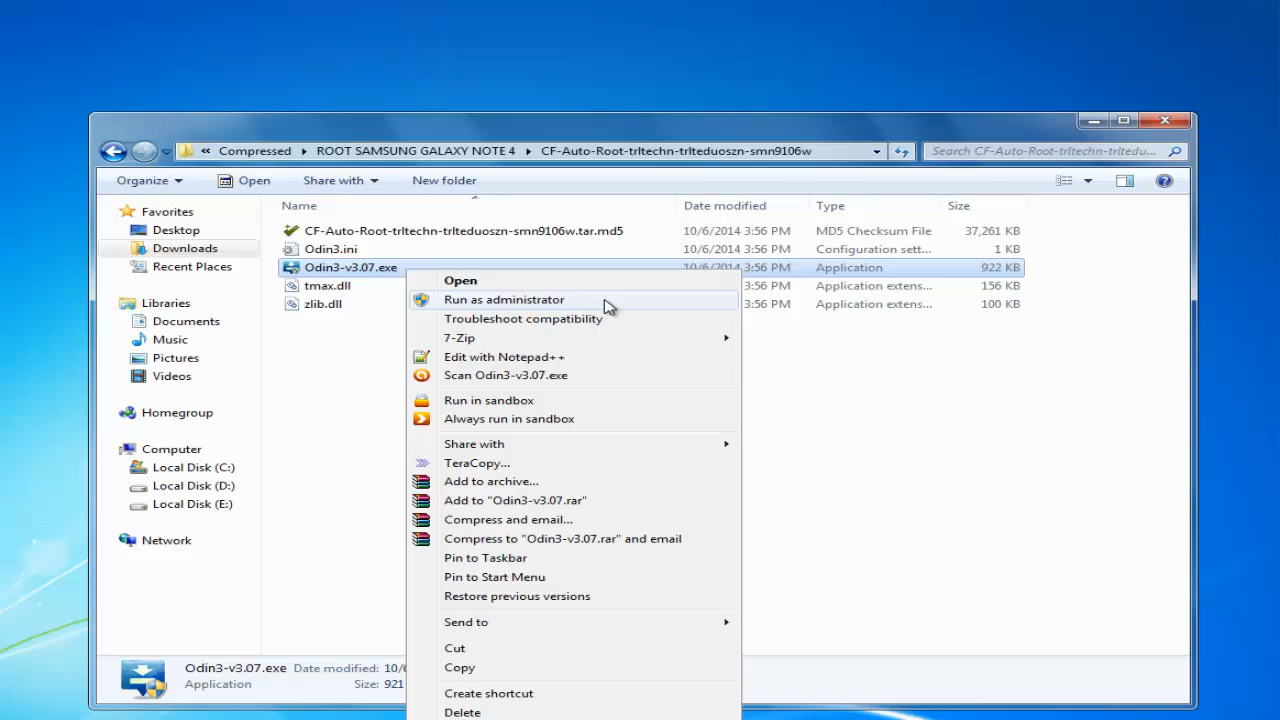 « Compressed ▸ ROOT SAMSUNG GALAXY NOTE 4 ▸ CF-Auto-Root-trltechn-trlteduoszn-smn9106w
Search CF-Auto-Root-trltechn-trltedu...
Organize Open Share with New folder
Name Date modified Type Size
Favorites
Desktop
Downloads
Recent Places
Libraries
Documents
Music
Pictures
Videos
Homegroup
Computer
Local Disk (C:)
Local Disk (D:)
Local Disk (E:)
Network
CF-Auto-Root-trltechn-trlteduoszn-smn9106w.tar.md5 10/6/2014 3:56 PM MD5 Checksum File 37,261 KB
Odin3.ini 10/6/2014 3:56 PM Configuration sett... 1 KB
Odin3-v3.07.exe 10/6/2014 3:56 PM Application 922 KB
tmax.dll 3:56 PM Application extens... 156 KB
zlib.dll 3:56 PM Application extens... 100 KB
Open
Run as administrator
Troubleshoot compatibility
7-Zip
Edit with Notepad++
Scan Odin3-v3.07.exe
Run in sandbox
Always run in sandbox
Share with
TeraCopy...
Add to archive...
Add to "Odin3-v3.07.rar"
Compress and email...
Compress to "Odin3-v3.07.rar" and email
Pin to Taskbar
Pin to Start Menu
Restore previous versions
Send to
Cut
Copy
Create shortcut
Delete
Odin3-v3.07.exe Date modified: 10/6
Application Size: 921